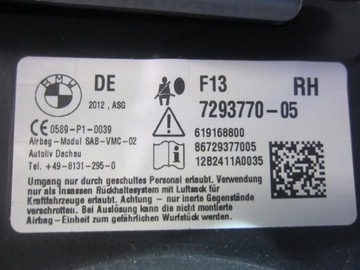 BMW
DE
2012, ASG
F13
RH
7293770-05
CE 0589-P1-0039
Airbag-Modul SAB-VMC-02
Autoliv Dachau
Tel. +49-8131-295-0
619168800
86729377005
12B2411A0035
Umgang nur durch geschultes Personal erlaubt. Verwendung
nur als Insassen Rückhaltesystem mit Luftsack für
Kraftfahrzeuge erlaubt. Achtung - nur inerte Gegenstände
verschrotten. Bei Auslösung kann die nicht montierte
Airbag-Einheit zum gefährlichen Wurfstück werden.